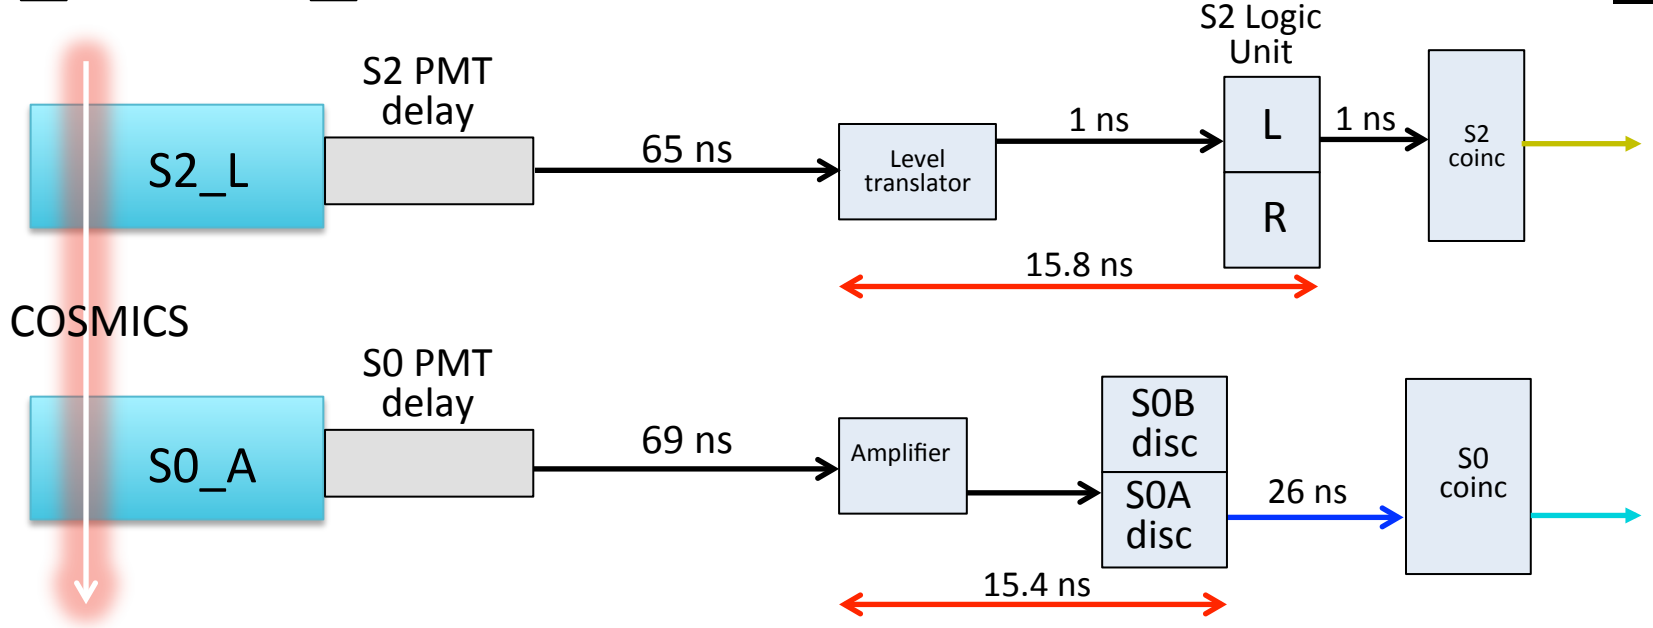 S2 Logic
Unit
S2 PMT
delay
S2_L
65 ns
Level
translator
1 ns
L
R
1 ns
S2
coinc
15.8 ns
COSMICS
S0 PMT
delay
S0_A
69 ns
Amplifier
S0B
disc
S0A
disc
26 ns
S0
coinc
15.4 ns